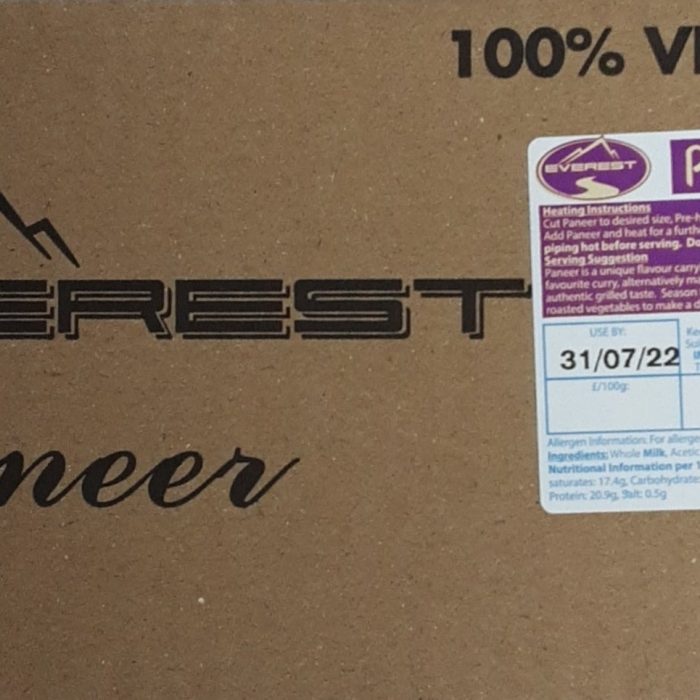 100% V
EREST
neer
EVEREST
Heating Instructions
Cut Paneer to desired size, Pre-h
Add Paneer and heat for a furth
piping hot before serving. Do
Serving Suggestion
Paneer is a unique flavour carry
favourite curry, alternatively ma
authentic grilled taste. Season
roasted vegetables to make a d
USE BY:
31/07/22
Ke
Sui
T
£/100g:
Allergen Information: For allerge
Ingredients: Whole Milk, Acetic
Nutritional Information per 1
saturates: 17.4g, Carbohydrate:
Protein: 20.9g, Salt: 0.5g